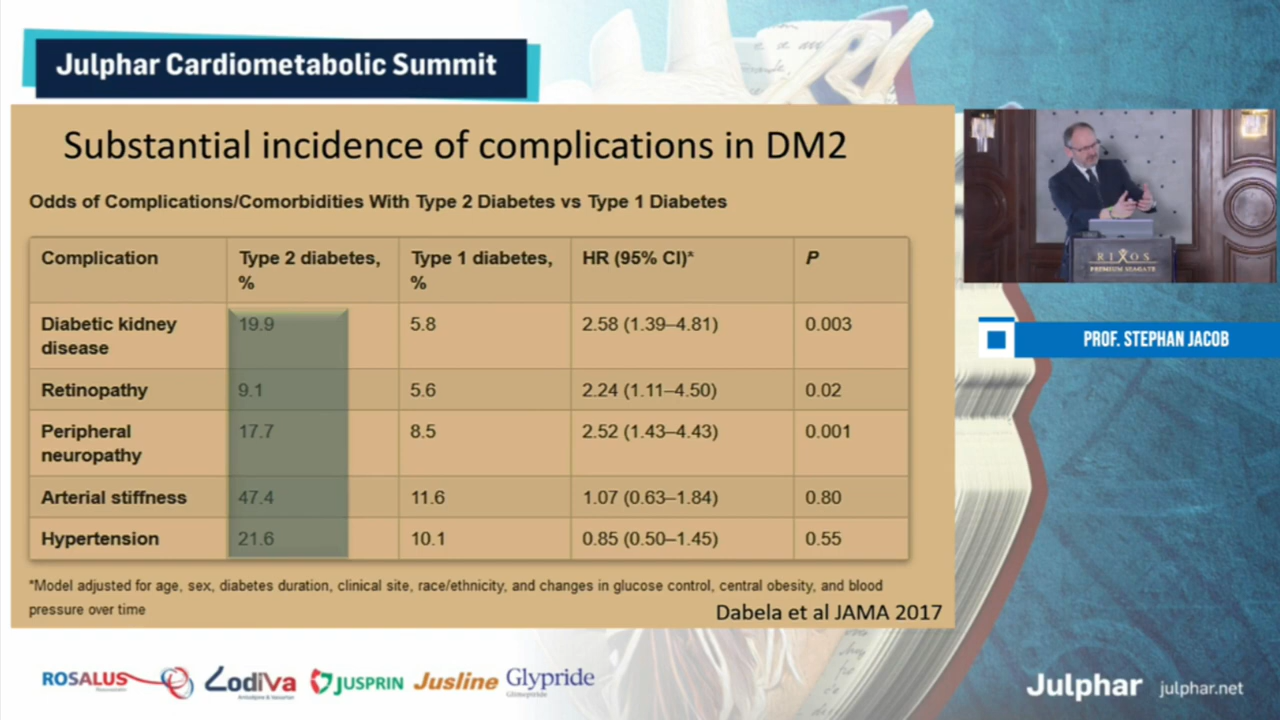 Julphar Cardiometabolic Summit
Substantial incidence of complications in DM2
Odds of Complications/Comorbidities With Type 2 Diabetes vs Type 1 Diabetes
Complication Type 2 diabetes, % Type 1 diabetes, % HR (95% CI)* P
Diabetic kidney disease 19.9 5.8 2.58 (1.39–4.81) 0.003
Retinopathy 9.1 5.6 2.24 (1.11–4.50) 0.02
Peripheral neuropathy 17.7 8.5 2.52 (1.43–4.43) 0.001
Arterial stiffness 47.4 11.6 1.07 (0.63–1.84) 0.80
Hypertension 21.6 10.1 0.85 (0.50–1.45) 0.55
*Model adjusted for age, sex, diabetes duration, clinical site, race/ethnicity, and changes in glucose control, central obesity, and blood
pressure over time
Dabela et al JAMA 2017
RIXOS
PREMIUM SEAGATE
PROF. STEPHAN JACOB
ROSALUS
LodiVa
Amlodipine & Valsartan
JUSPRIN
Jusline
Glypride
Glimepiride
Julphar
julphar.net